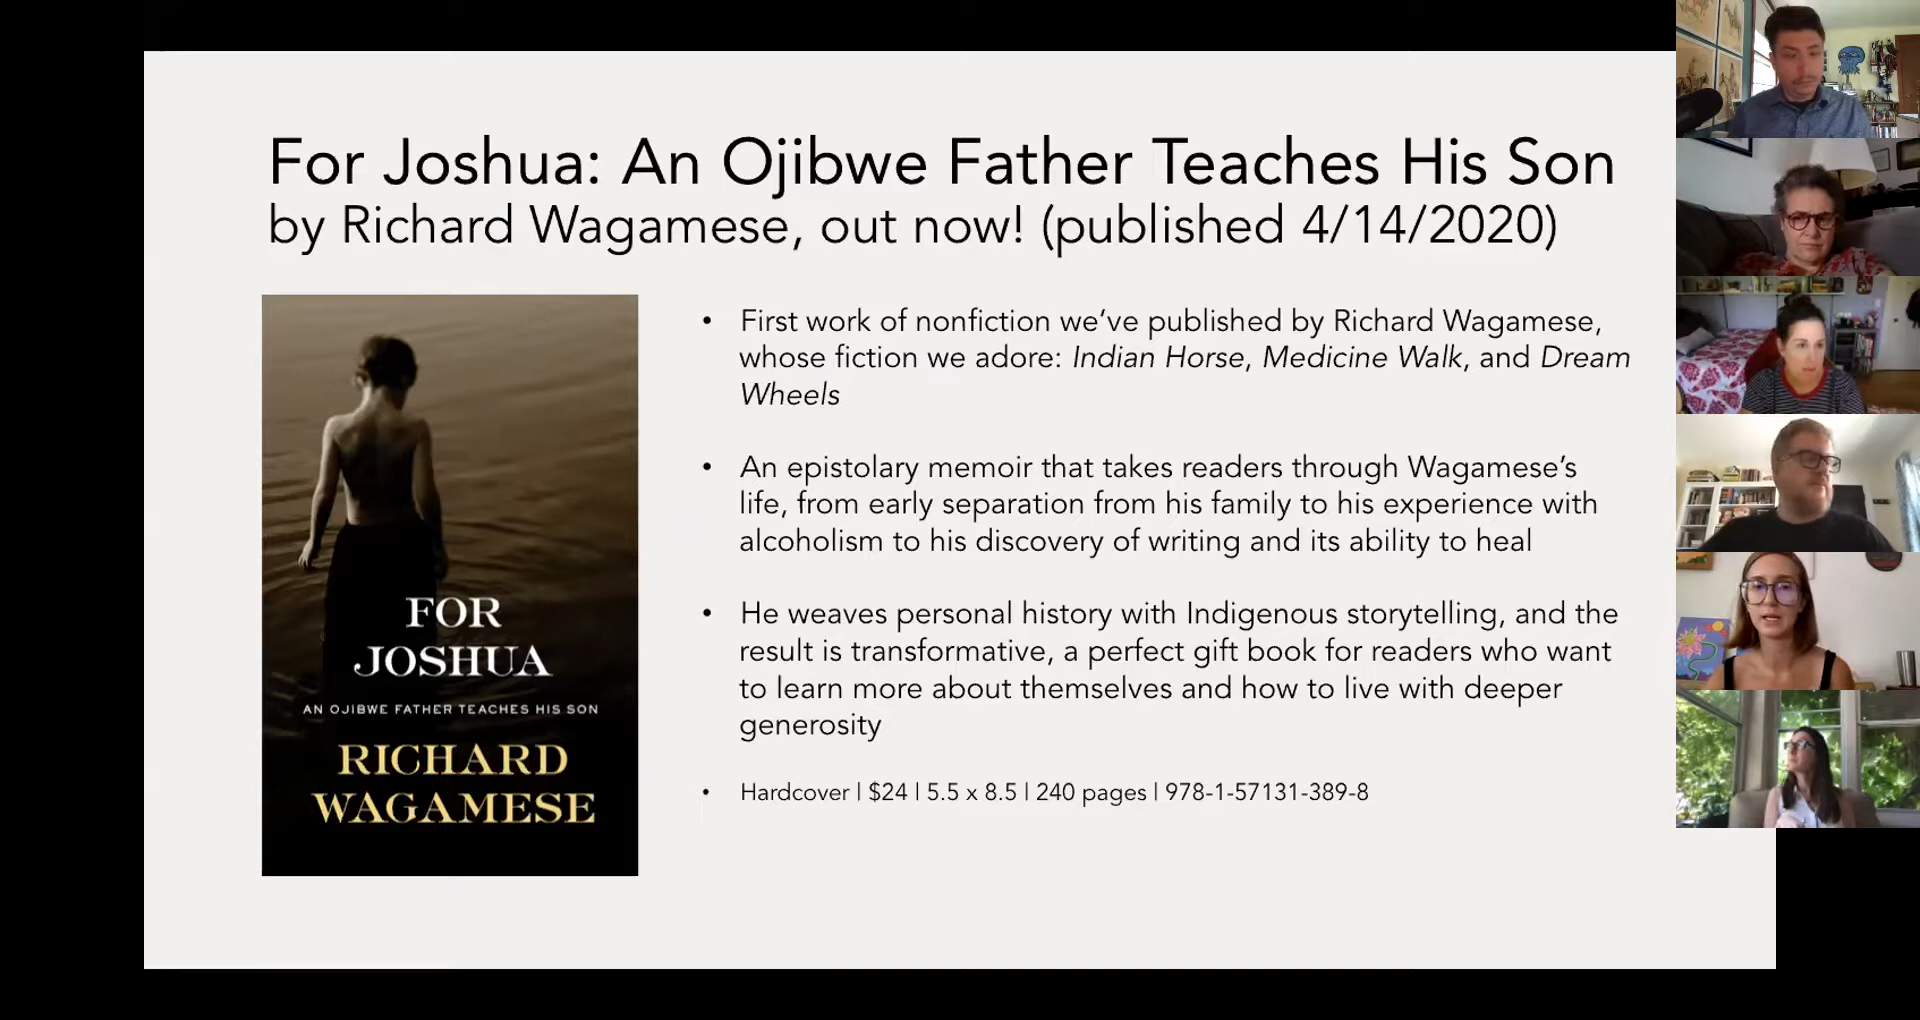 For Joshua: An Ojibwe Father Teaches His Son
by Richard Wagamese, out now! (published 4/14/2020)
FOR
JOSHUA
AN OJIBWE FATHER TEACHES HIS SON
RICHARD
WAGAMESE
• First work of nonfiction we've published by Richard Wagamese,
whose fiction we adore: Indian Horse, Medicine Walk, and Dream
Wheels
• An epistolary memoir that takes readers through Wagamese's
life, from early separation from his family to his experience with
alcoholism to his discovery of writing and its ability to heal
• He weaves personal history with Indigenous storytelling, and the
result is transformative, a perfect gift book for readers who want
to learn more about themselves and how to live with deeper
generosity
• Hardcover | $24 | 5.5 x 8.5 | 240 pages | 978-1-57131-389-8